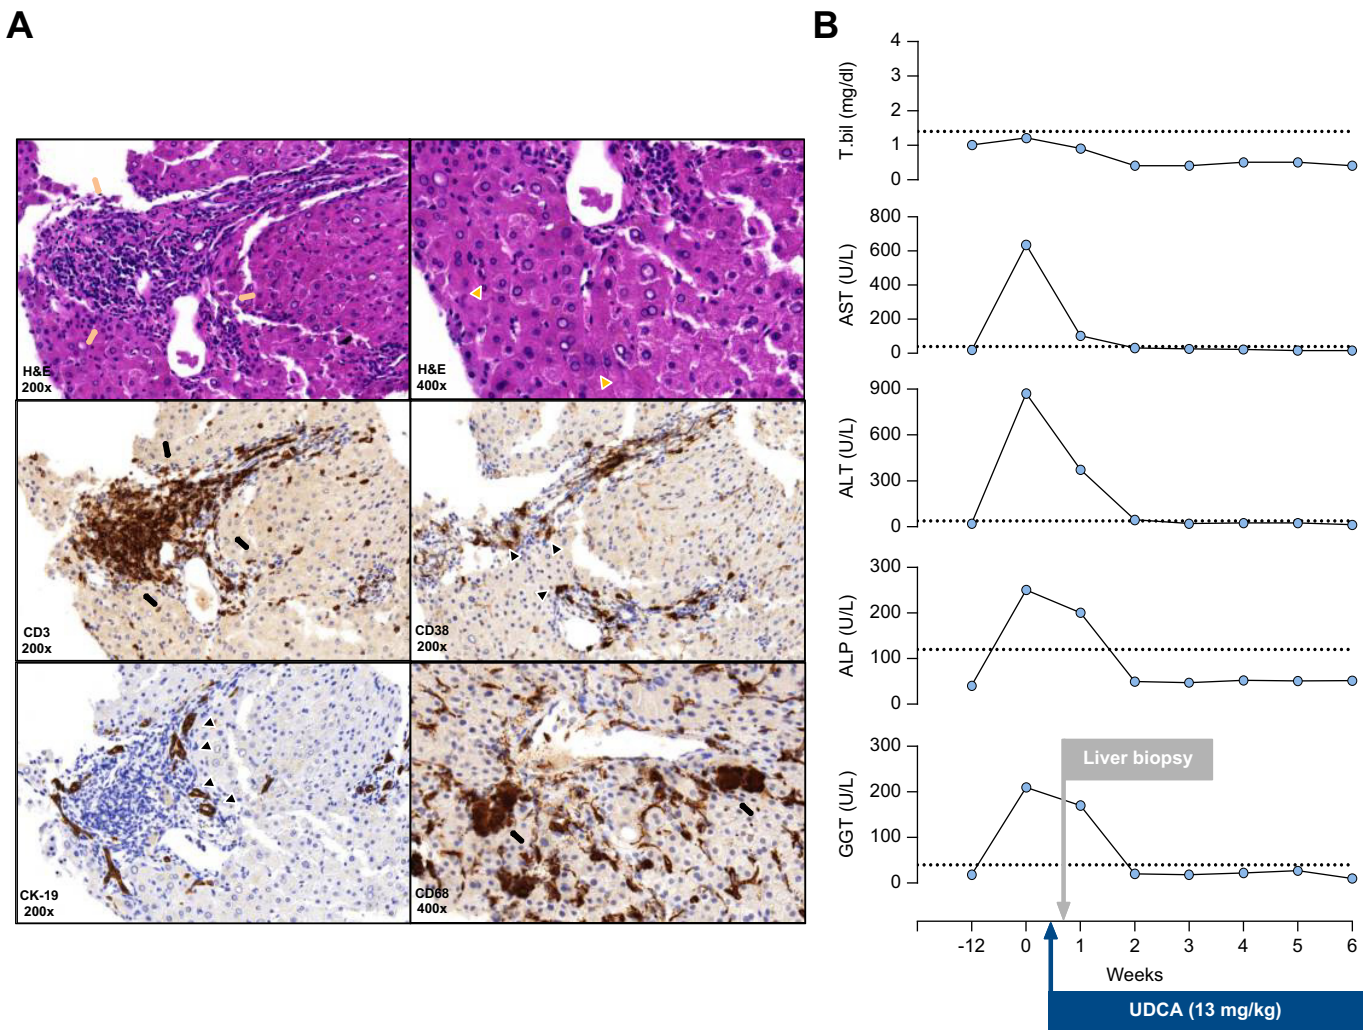 A
B
H&E
200x
H&E
400x
CD3
200x
CD38
200x
CK-19
200x
CD68
400x
T.bil (mg/dl)
4
3
2
1
0
AST (U/L)
800
600
400
200
0
ALT (U/L)
900
600
300
0
ALP (U/L)
300
200
100
0
GGT (U/L)
300
200
100
0
Liver biopsy
-12 0 1 2 3 4 5 6
Weeks
UDCA (13 mg/kg)